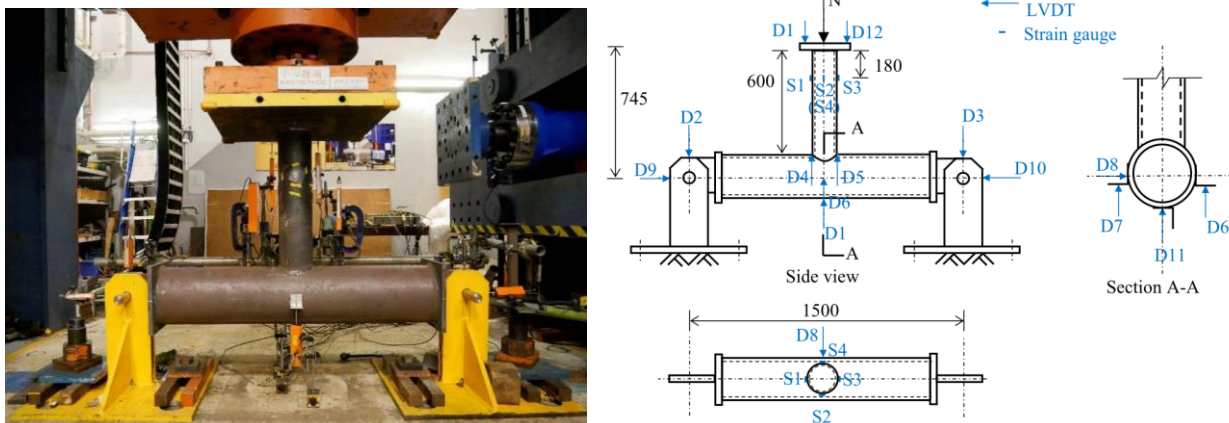 N
LVDT
Strain gauge
D1
D12
180
600
745
S1
S2
S3
(S4)
A
D2
D3
D9
D10
D4
D5
D6
D1
A
Side view
D8
D7
D6
D11
Section A-A
1500
D8
S4
S1
S3
S2